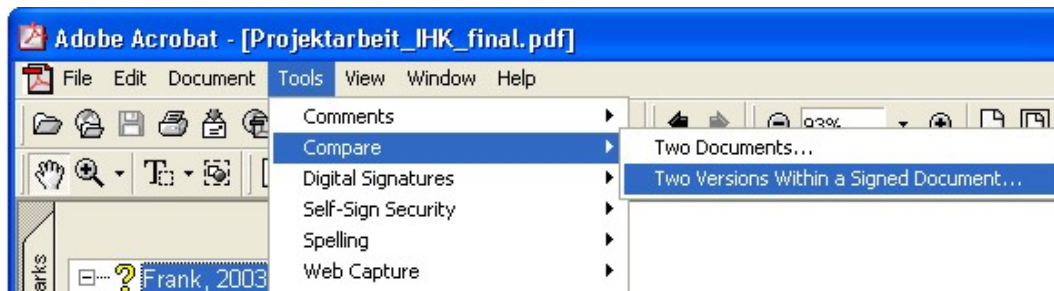 Adobe Acrobat - [Projektarbeit_IHK_final.pdf]
File Edit Document Tools View Window Help
Comments
93%
Compare
Two Documents...
Digital Signatures
Two Versions Within a Signed Document...
Self-Sign Security
Spelling
Web Capture
Frank, 2003
arks